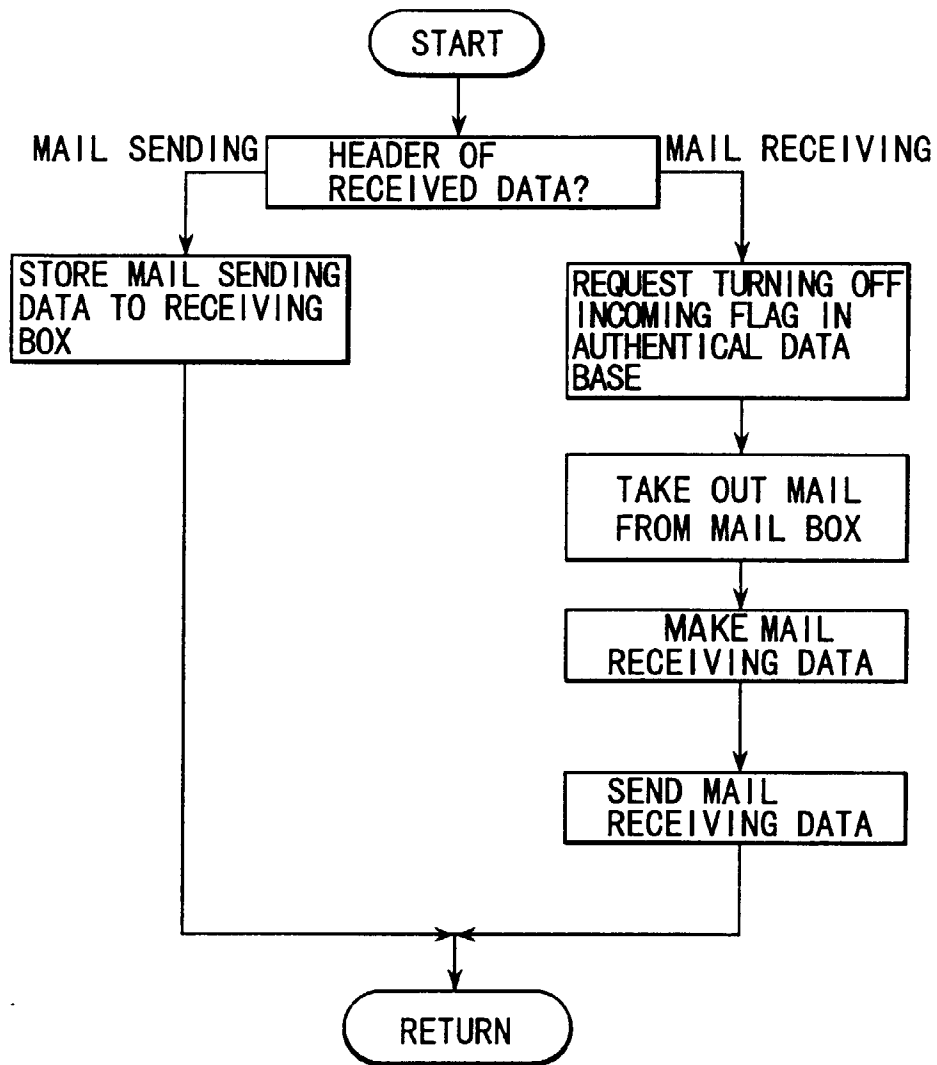 START
MAIL SENDING
HEADER OF
RECEIVED DATA?
MAIL RECEIVING
STORE MAIL SENDING
DATA TO RECEIVING
BOX
REQUEST TURNING OFF
INCOMING FLAG IN
AUTHENTICAL DATA
BASE
TAKE OUT MAIL
FROM MAIL BOX
MAKE MAIL
RECEIVING DATA
SEND MAIL
RECEIVING DATA
RETURN